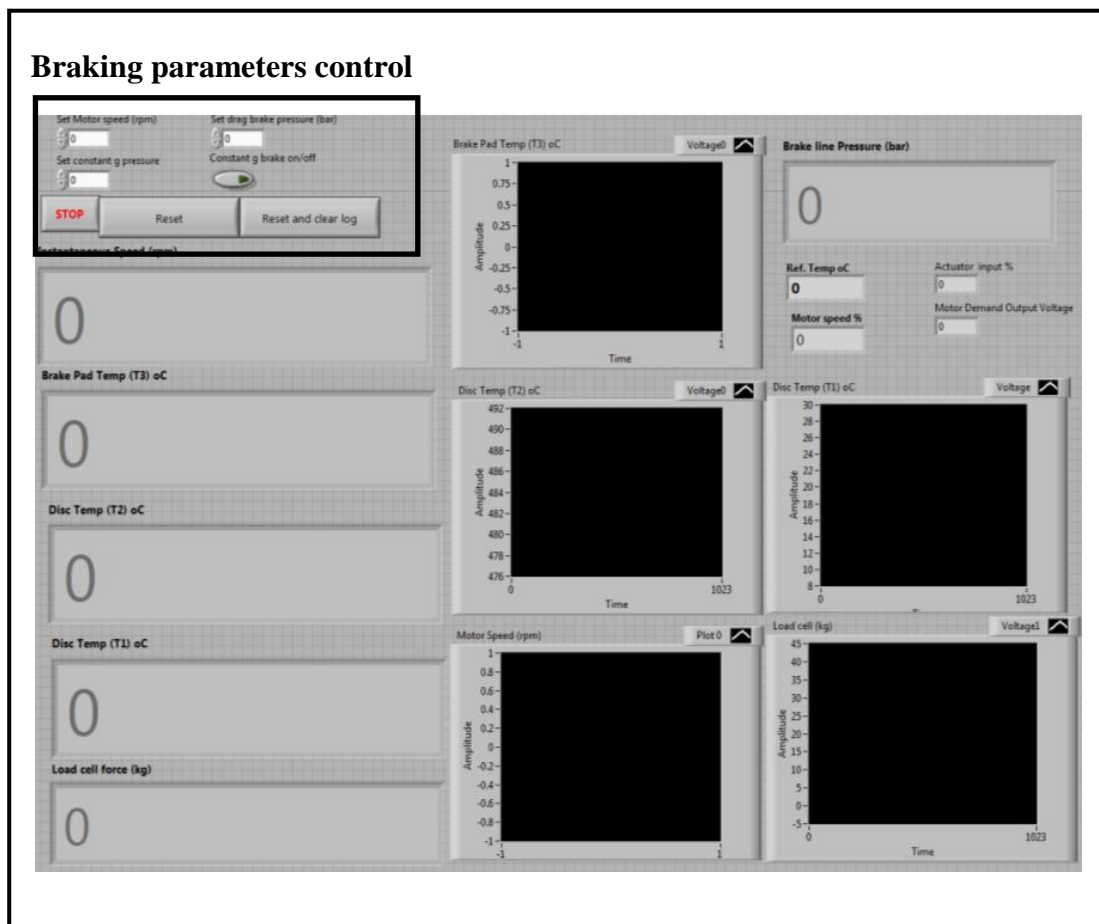 Braking parameters control
Set Motor speed (rpm)
0
Set drag brake pressure (bar)
0
Set constant g pressure
0
Constant g brake on/off
STOP
Reset
Reset and clear log
Instantaneous Speed (rpm)
0
Brake Pad Temp (T3) oC
0
Disc Temp (T2) oC
0
Disc Temp (T1) oC
0
Load cell force (kg)
0
Brake Pad Temp (T3) oC
Voltage0
Amplitude
1
0.75
0.5
0.25
0
-0.25
-0.5
-0.75
-1
-1
1
Time
Brake line Pressure (bar)
0
Ref. Temp oC
0
Actuator input %
0
Motor speed %
0
Motor Demand Output Voltage
0
Disc Temp (T2) oC
Voltage0
Amplitude
492
490
488
486
484
482
480
478
476
0
1023
Time
Disc Temp (T1) oC
Voltage
Amplitude
30
28
26
24
22
20
18
16
14
12
10
8
0
1023
Motor Speed (rpm)
Plot 0
Amplitude
1
0.8
0.6
0.4
0.2
0
-0.2
-0.4
-0.6
-0.8
-1
-1
1
Load cell (kg)
Voltage1
Amplitude
45
40
35
30
25
20
15
10
5
0
-5
0
1023
Time